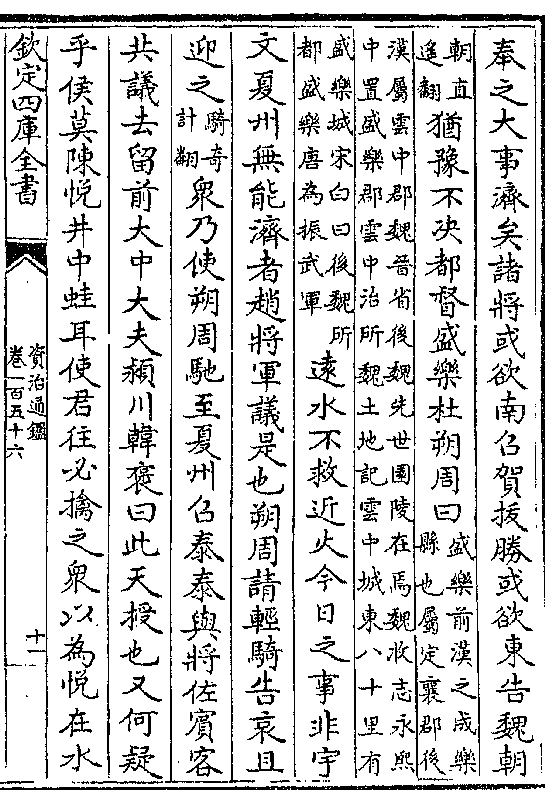 奉之大事濟矣諸將或欲南召賀拔勝或欲東告魏朝
朝直
遥翻
猶豫不决都督盛樂杜朔周曰
盛樂前漢之成樂
縣也屬定襄郡後
漢屬雲中郡魏晉省後魏先世園陵在焉魏收志永熙
中置盛樂郡雲中治所魏土地記雲中城東八十里有
盛樂城宋白曰後魏所
都盛樂唐為振武軍
遠水不救近火今日之事非宇
文夏州無能濟者趙將軍議是也朔周請輕騎告哀且
迎之
騎奇
計翻
衆乃使朔周馳至夏州召泰泰與將佐賓客
共議去留前大中大夫潁川韓褒曰此天授也又何疑
乎侯莫陳悅井中蛙耳使君往必擒之衆以為悅在水
欽定四庫全書
資治通鑑
卷一百五十六
十一